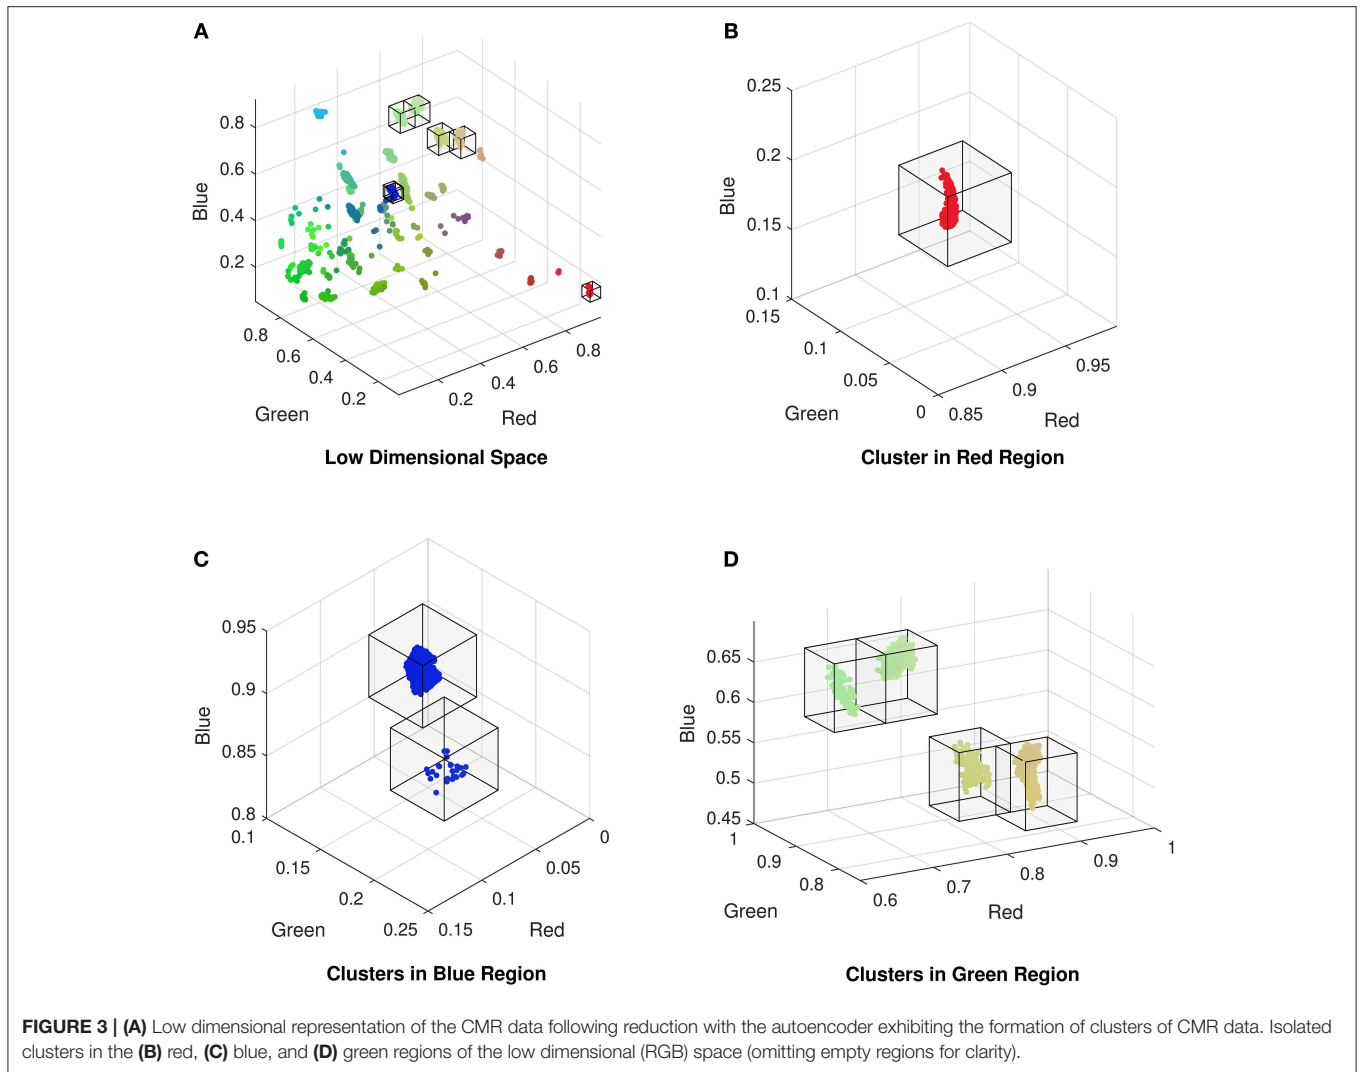 A
Blue
0.8
0.6
0.4
0.2
0.8
0.6
0.4
0.2
Green
0.2
0.4
0.6
0.8
Red
Low Dimensional Space
B
Blue
0.25
0.2
0.15
0.1
0.15
0.1
0.05
0
Green
0.85
0.9
0.95
Red
Cluster in Red Region
C
Blue
0.95
0.9
0.85
0.8
0.1
0.15
0.2
0.25
Green
0.15
0.1
0.05
0
Red
Clusters in Blue Region
D
Blue
0.65
0.6
0.55
0.5
0.45
1
0.9
0.8
Green
0.6
0.7
0.8
0.9
1
Red
Clusters in Green Region
FIGURE 3 | (A) Low dimensional representation of the CMR data following reduction with the autoencoder exhibiting the formation of clusters of CMR data. Isolated
clusters in the (B) red, (C) blue, and (D) green regions of the low dimensional (RGB) space (omitting empty regions for clarity).